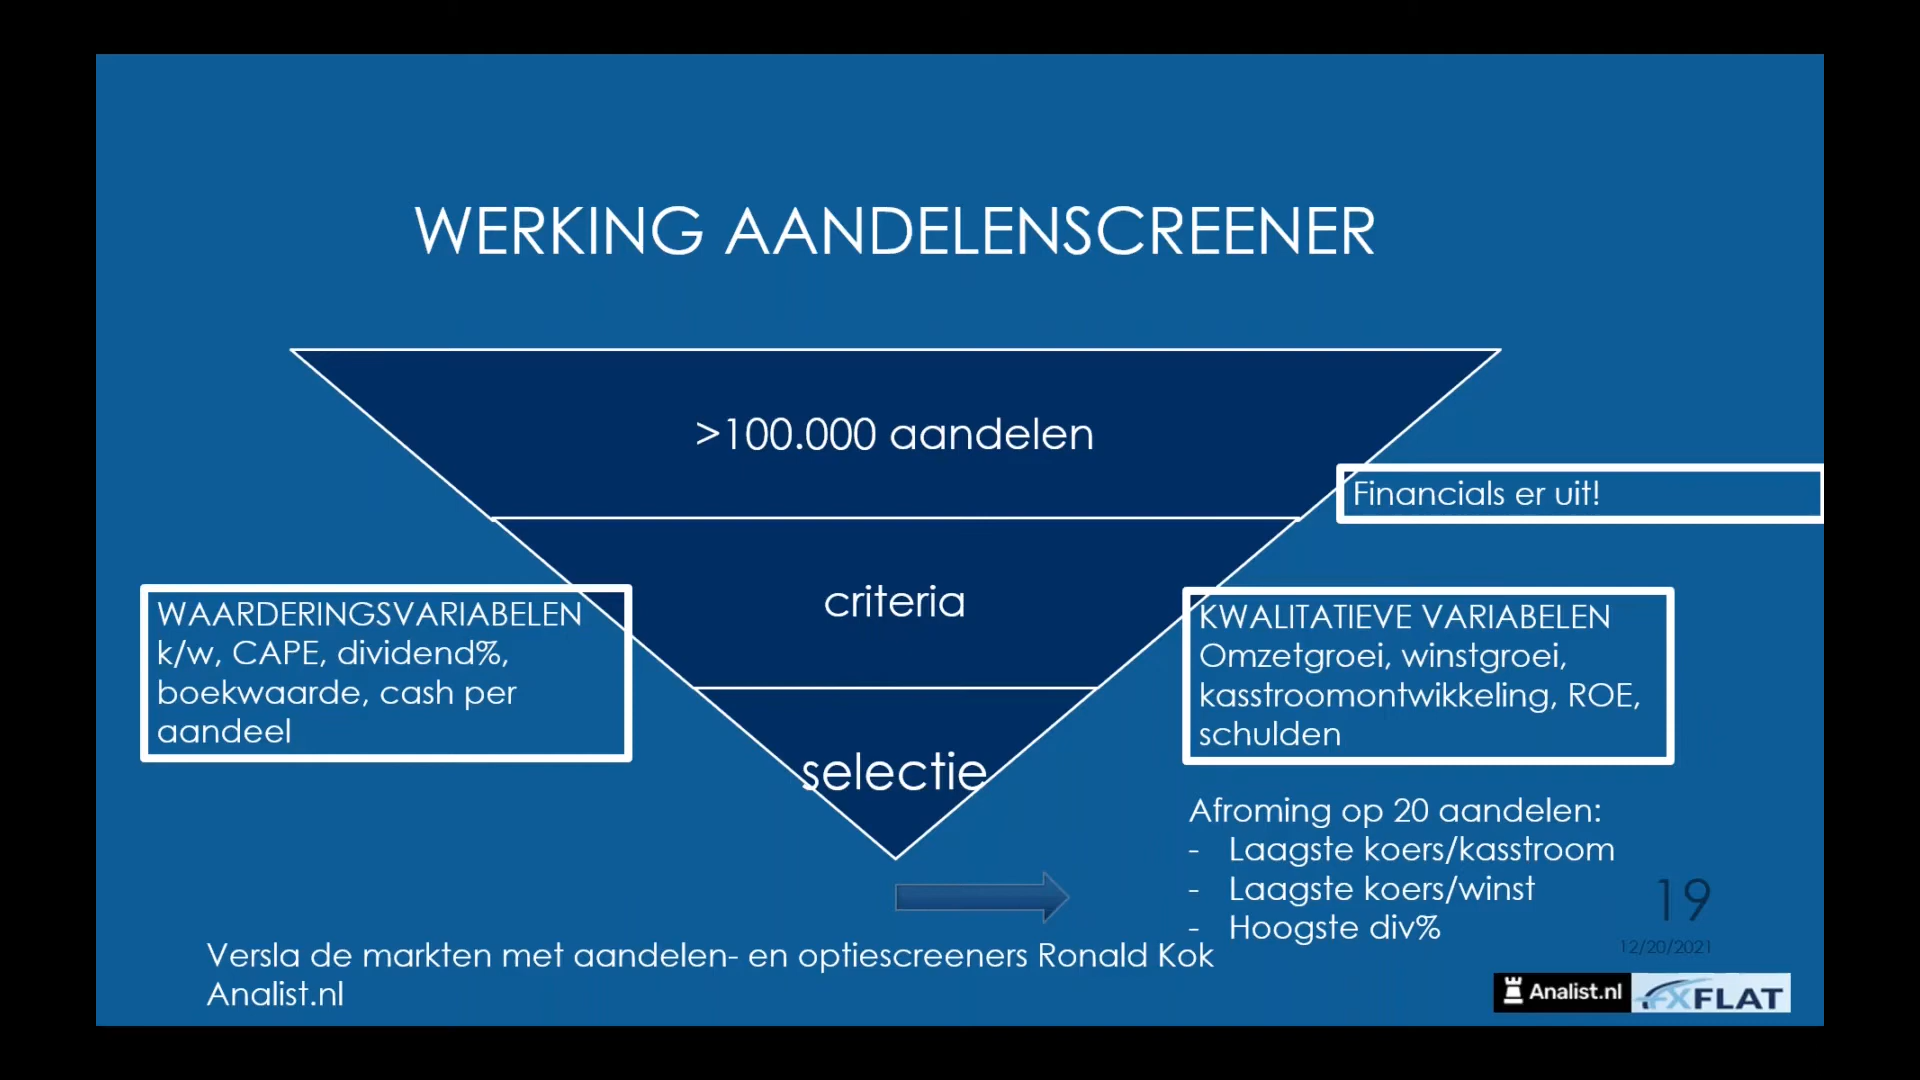 WERKING AANDELENSCREENER
>100.000 aandelen
Financials er uit!
criteria
WAARDERINGSVARIABELEN
k/w, CAPE, dividend%,
boekwaarde, cash per
aandeel
KWALITATIEVE VARIABELEN
Omzetgroei, winstgroei,
kasstroomontwikkeling, ROE,
schulden
selectie
Afroming op 20 aandelen:
- Laagste koers/kasstroom
- Laagste koers/winst
- Hoogste div%
19
12/20/2021
Versla de markten met aandelen- en optiescreeners Ronald Kok
Analist.nl
Analist.nl
FXFLAT